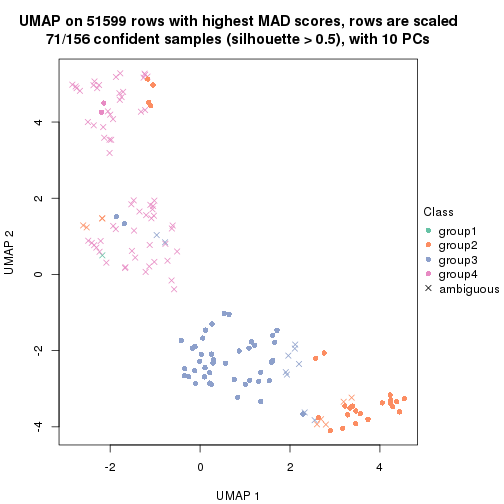 UMAP on 51599 rows with highest MAD scores, rows are scaled
71/156 confident samples (silhouette > 0.5), with 10 PCs
4
2
0
-2
-4
UMAP 2
-2
0
2
4
UMAP 1
Class
group1
group2
group3
group4
ambiguous